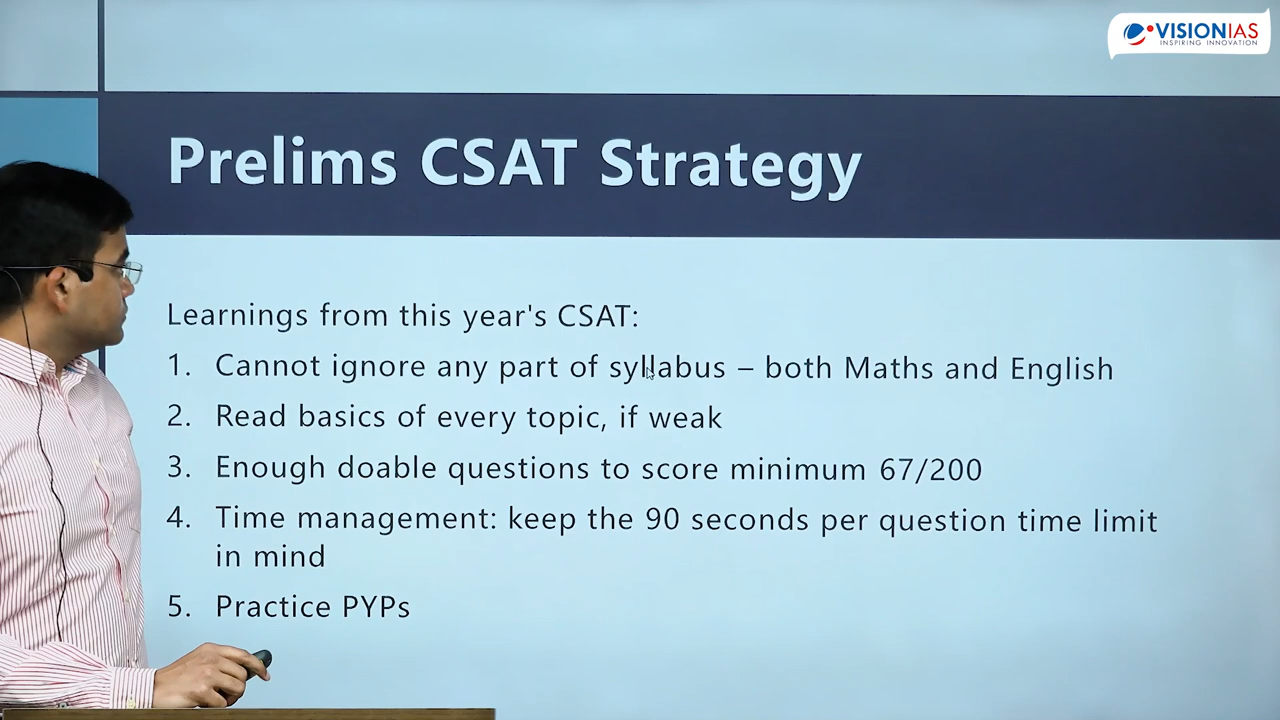 VISIONIAS
INSPIRING INNOVATION
Prelims CSAT Strategy
Learnings from this year's CSAT:
1. Cannot ignore any part of syllabus – both Maths and English
2. Read basics of every topic, if weak
3. Enough doable questions to score minimum 67/200
4. Time management: keep the 90 seconds per question time limit
in mind
5. Practice PYPs